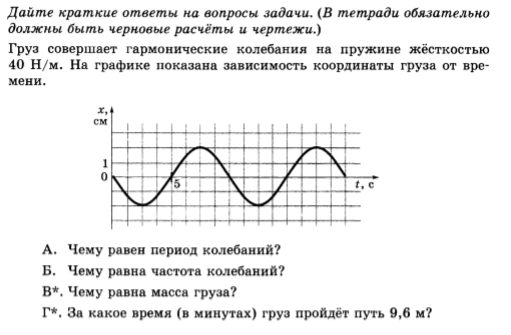 Дайте краткие ответы на вопросы задачи. (В тетради обязательно
должны быть черновые расчёты и чертежи.)
Груз совершает гармонические колебания на пружине жёсткостью
40 Н/м. На графике показана зависимость координаты груза от вре-
мени.
x,
см
1
0
5
t, с
А. Чему равен период колебаний?
Б. Чему равна частота колебаний?
В*. Чему равна масса груза?
Г*. За какое время (в минутах) груз пройдёт путь 9,6 м?